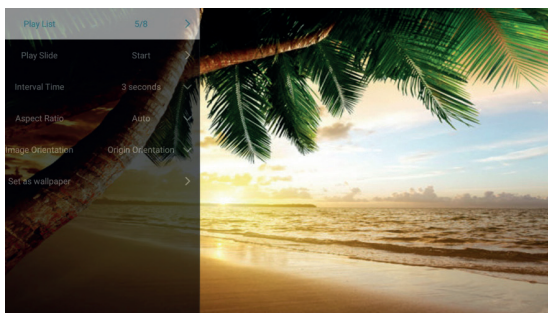 Play List 5/8 >
Play Slide Start
Interval Time 3 seconds
Aspect Ratio Auto
Image Orientation Origin Orientation
Set as wallpaper >